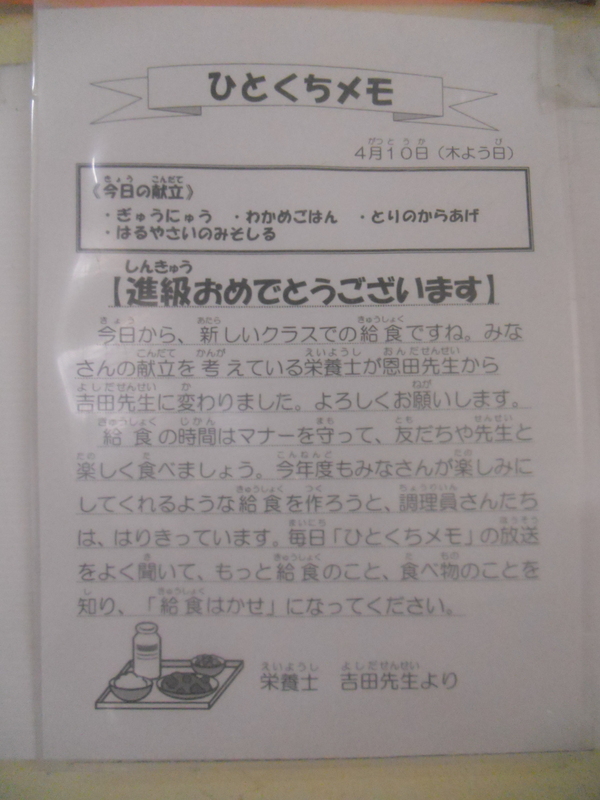 ひとくちメモ
4月10日（木よう日）
《今日の献立》
・ぎゅうにゅう ・わかめごはん ・とりのからあげ
・はるやさいのみそしる
【進級おめでとうございます】
今日から、新しいクラスでの給食ですね。みな
さんの献立を考えている栄養士が恩田先生から
吉田先生に変わりました。よろしくお願いします。
給食の時間はマナーを守って、友だちや先生と
楽しく食べましょう。今年度もみなさんが楽しみに
してくれるような給食を作ろうと、調理員さんたち
は、はりきっています。毎日「ひとくちメモ」の放送
をよく聞いて、もっと給食のこと、食べ物のことを
知り、「給食はかせ」になってください。
栄養士 吉田先生より